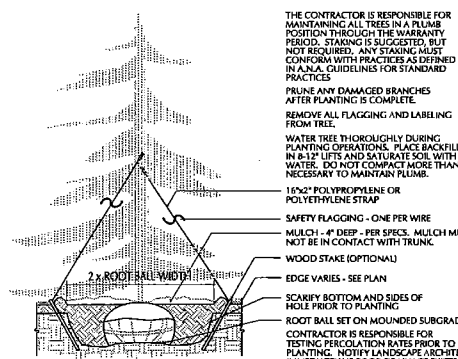 THE CONTRACTOR IS RESPONSIBLE FOR
MAINTAINING ALL TREES IN A PLUMB
POSITION THROUGH THE WARRANTY
PERIOD. STAKING IS SUGGESTED, BUT
NOT REQUIRED. ANY STAKING MUST
CONFORM WITH PRACTICES AS DEFINED
IN A.N.A. GUIDELINES FOR STANDARD
PRACTICES
PRUNE ANY DAMAGED BRANCHES
AFTER PLANTING IS COMPLETE.
REMOVE ALL FLAGGING AND LABELING
FROM TREE.
WATER TREE THOROUGHLY DURING
PLANTING OPERATIONS. PLACE BACKFILL
IN 8-12" LIFTS AND SATURATE SOIL WITH
WATER. DO NOT COMPACT MORE THAN
NECESSARY TO MAINTAIN PLUMB.
16"x2" POLYPROPYLENE OR
POLYETHYLENE STRAP
SAFETY FLAGGING - ONE PER WIRE
MULCH - 4" DEEP - PER SPECS. MULCH MU
NOT BE IN CONTACT WITH TRUNK.
WOOD STAKE (OPTIONAL)
2 x ROOT BALL WIDTH
EDGE VARIES - SEE PLAN
SCARIFY BOTTOM AND SIDES OF
HOLE PRIOR TO PLANTING
ROOT BALL SET ON MOUNDED SUBGRAD
CONTRACTOR IS RESPONSIBLE FOR
TESTING PERCOLATION RATES PRIOR TO
PLANTING. NOTIFY LANDSCAPE ARCHITE